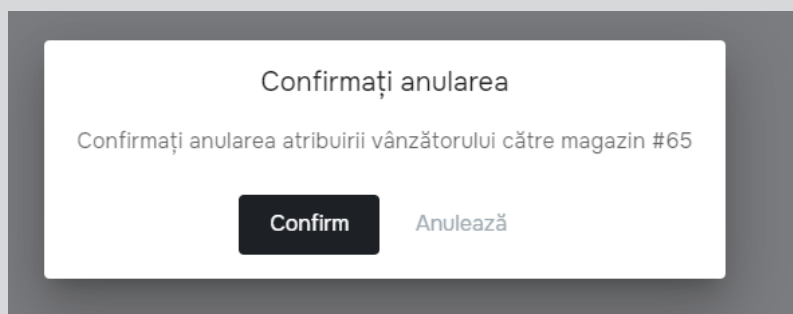 Confirmați anularea
Confirmați anularea atribuirii vânzătorului către magazin #65
Confirm Anulează